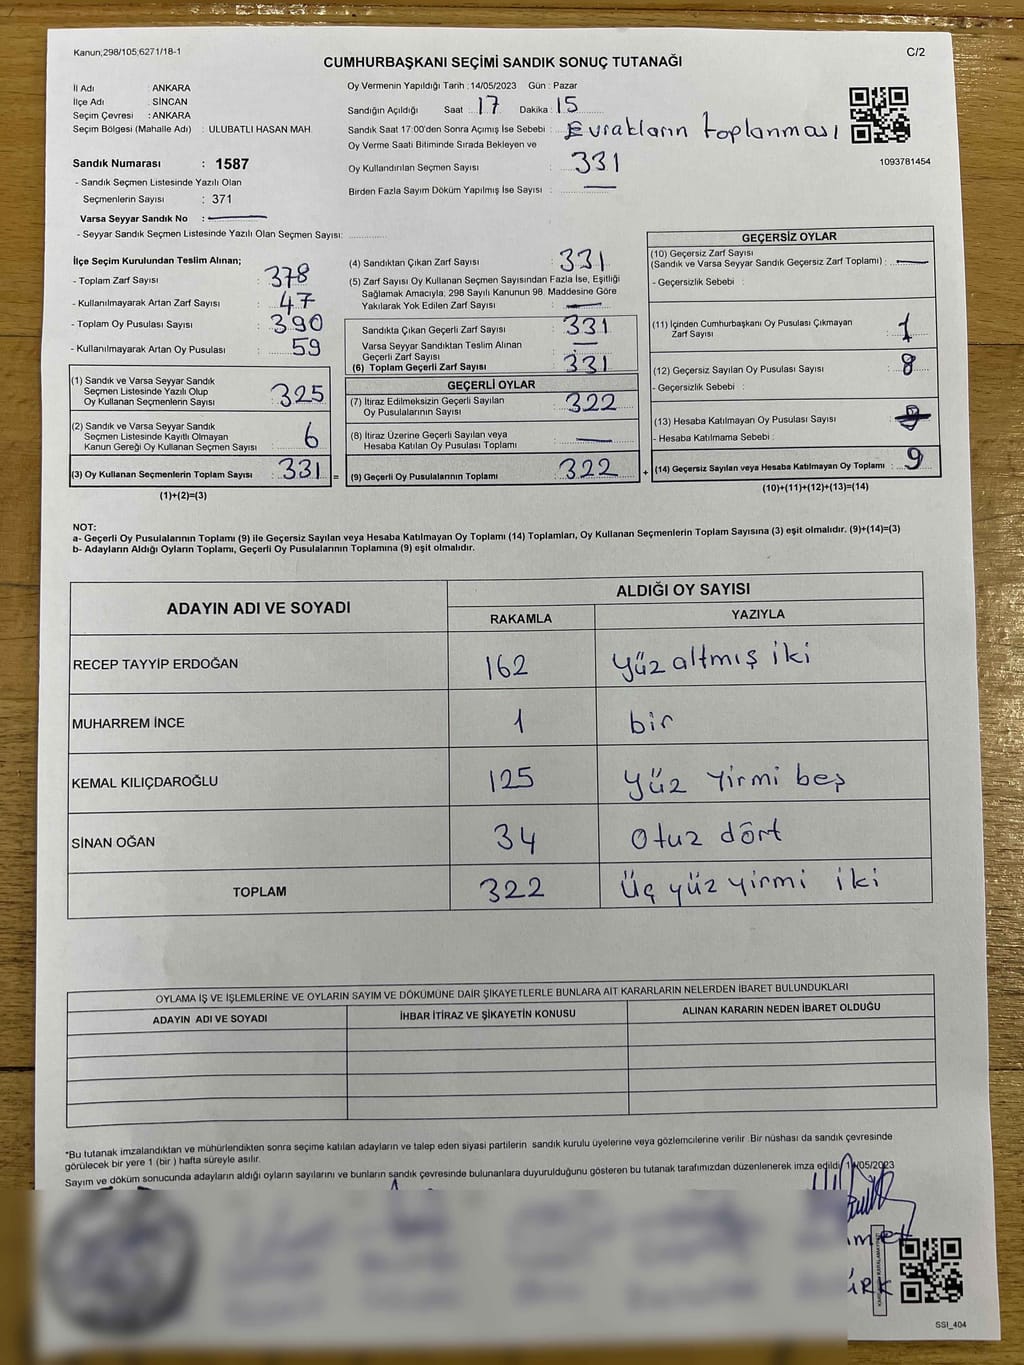 Kanun;298/105;6271/18-1
C/2
CUMHURBAŞKANI SEÇİMİ SANDIK SONUÇ TUTANAĞI
İl Adı : ANKARA
İlçe Adı : SİNCAN
Seçim Çevresi : ANKARA
Seçim Bölgesi (Mahalle Adı) : ULUBATLI HASAN MAH.
Sandık Numarası : 1587
- Sandık Seçmen Listesinde Yazılı Olan
Seçmenlerin Sayısı : 371
Varsa Seyyar Sandık No :
- Seyyar Sandık Seçmen Listesinde Yazılı Olan Seçmen Sayısı:
Oy Vermenin Yapıldığı Tarih : 14/05/2023 Gün : Pazar
Sandığın Açıldığı Saat : 17 Dakika : 15
Sandık Saat 17:00'den Sonra Açımış İse Sebebi : Evrakların toplanması
Oy Verme Saati Bitiminde Sırada Bekleyen ve
Oy Kullandırılan Seçmen Sayısı : 331
Birden Fazla Sayım Döküm Yapılmış İse Sayısı :
1093781454
İlçe Seçim Kurulundan Teslim Alınan;
- Toplam Zarf Sayısı : 378
- Kullanılmayarak Artan Zarf Sayısı : 47
- Toplam Oy Pusulası Sayısı : 390
- Kullanılmayarak Artan Oy Pusulası : 59
(1) Sandık ve Varsa Seyyar Sandık
Seçmen Listesinde Yazılı Olup
Oy Kullanan Seçmenlerin Sayısı : 325
(2) Sandık ve Varsa Seyyar Sandık
Seçmen Listesinde Kayıtlı Olmayan
Kanun Gereği Oy Kullanan Seçmen Sayısı : 6
(3) Oy Kullanan Seçmenlerin Toplam Sayısı : 331 =
(1)+(2)=(3)
(4) Sandıktan Çıkan Zarf Sayısı : 331
(5) Zarf Sayısı Oy Kullanan Seçmen Sayısından Fazla İse, Eşitliği
Sağlamak Amacıyla; 298 Sayılı Kanunun 98. Maddesine Göre
Yakılarak Yok Edilen Zarf Sayısı :
Sandıkta Çıkan Geçerli Zarf Sayısı : 331
Varsa Seyyar Sandıktan Teslim Alınan
Geçerli Zarf Sayısı :
(6) Toplam Geçerli Zarf Sayısı : 331
GEÇERLİ OYLAR
(7) İtiraz Edilmeksizin Geçerli Sayılan
Oy Pusulalarının Sayısı : 322
(8) İtiraz Üzerine Geçerli Sayılan veya
Hesaba Katılan Oy Pusulası Toplamı :
(9) Geçerli Oy Pusulalarının Toplamı : 322 +
GEÇERSİZ OYLAR
(10) Geçersiz Zarf Sayısı
(Sandık ve Varsa Seyyar Sandık Geçersiz Zarf Toplamı) :
- Geçersizlik Sebebi :
(11) İçinden Cumhurbaşkanı Oy Pusulası Çıkmayan
Zarf Sayısı : 1
(12) Geçersiz Sayılan Oy Pusulası Sayısı : 8
- Geçersizlik Sebebi :
(13) Hesaba Katılmayan Oy Pusulası Sayısı :
- Hesaba Katılmama Sebebi :
(14) Geçersiz Sayılan veya Hesaba Katılmayan Oy Toplamı : 9
(10)+(11)+(12)+(13)=(14)
NOT:
a- Geçerli Oy Pusulalarının Toplamı (9) ile Geçersiz Sayılan veya Hesaba Katılmayan Oy Toplamı (14) Toplamları, Oy Kullanan Seçmenlerin Toplam Sayısına (3) eşit olmalıdır. (9)+(14)=(3)
b- Adayların Aldığı Oyların Toplamı, Geçerli Oy Pusulalarının Toplamına (9) eşit olmalıdır.
ADAYIN ADI VE SOYADI
ALDIĞI OY SAYISI
RAKAMLA YAZIYLA
RECEP TAYYİP ERDOĞAN 162 yüz altmış iki
MUHARREM İNCE 1 bir
KEMAL KILIÇDAROĞLU 125 yüz yirmi beş
SİNAN OĞAN 34 Otuz dört
TOPLAM 322 üç yüz yirmi iki
OYLAMA İŞ VE İŞLEMLERİNE VE OYLARIN SAYIM VE DÖKÜMÜNE DAİR ŞİKAYETLERLE BUNLARA AİT KARARLARIN NELERDEN İBARET BULUNDUKLARI
ADAYIN ADI VE SOYADI İHBAR İTİRAZ VE ŞİKAYETİN KONUSU ALINAN KARARIN NEDEN İBARET OLDUĞU
*Bu tutanak imzalandıktan ve mühürlendikten sonra seçime katılan adayların ve talep eden siyasi partilerin sandık kurulu üyelerine veya gözlemcilerine verilir. Bir nüshası da sandık çevresinde
görülecek bir yere 1 (bir ) hafta süreyle asılır.
Sayım ve döküm sonucunda adayların aldığı oyların sayılarını ve bunların sandık çevresinde bulunanlara duyurulduğunu gösteren bu tutanak tarafımızdan düzenlenerek imza edildi. /05/2023
SSI_404